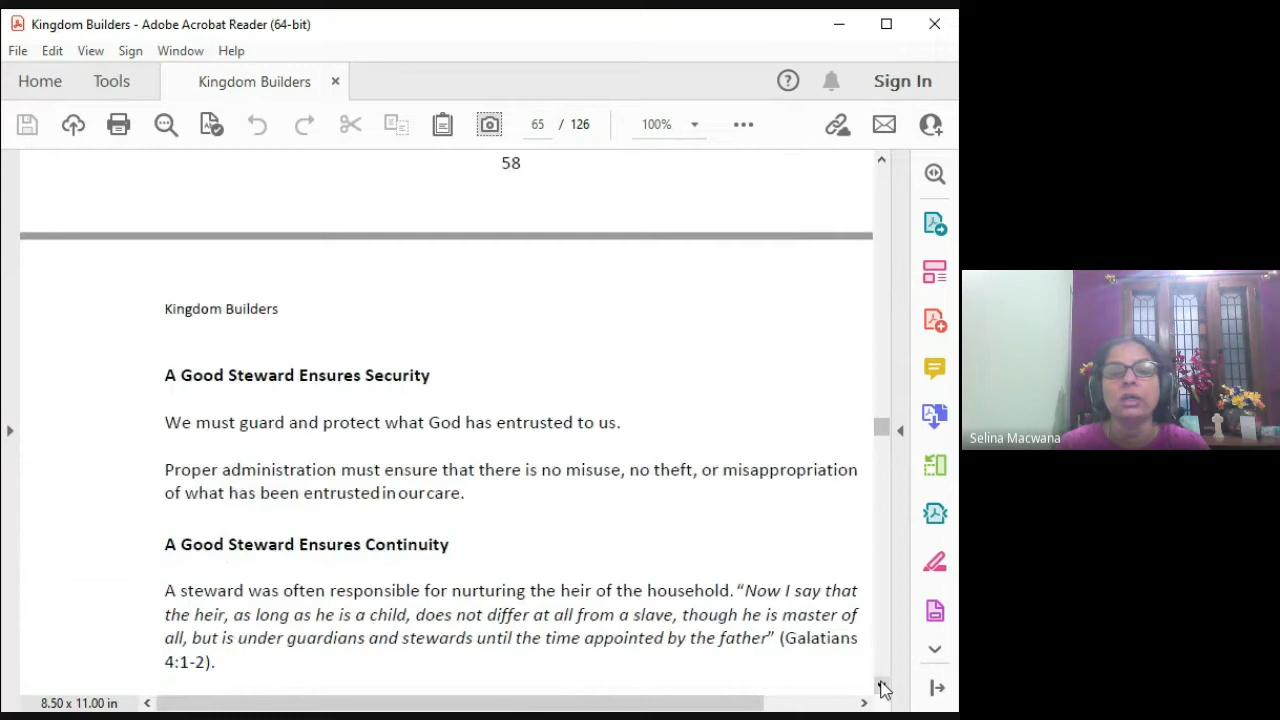 Kingdom Builders - Adobe Acrobat Reader (64-bit)
File Edit View Sign Window Help
Home Tools Kingdom Builders × Sign In
65 / 126 100%
58
Kingdom Builders
A Good Steward Ensures Security
We must guard and protect what God has entrusted to us.
Proper administration must ensure that there is no misuse, no theft, or misappropriation
of what has been entrusted in our care.
A Good Steward Ensures Continuity
A steward was often responsible for nurturing the heir of the household. “Now I say that
the heir, as long as he is a child, does not differ at all from a slave, though he is master of
all, but is under guardians and stewards until the time appointed by the father” (Galatians
4:1-2).
8.50 x 11.00 in
Selina Macwana